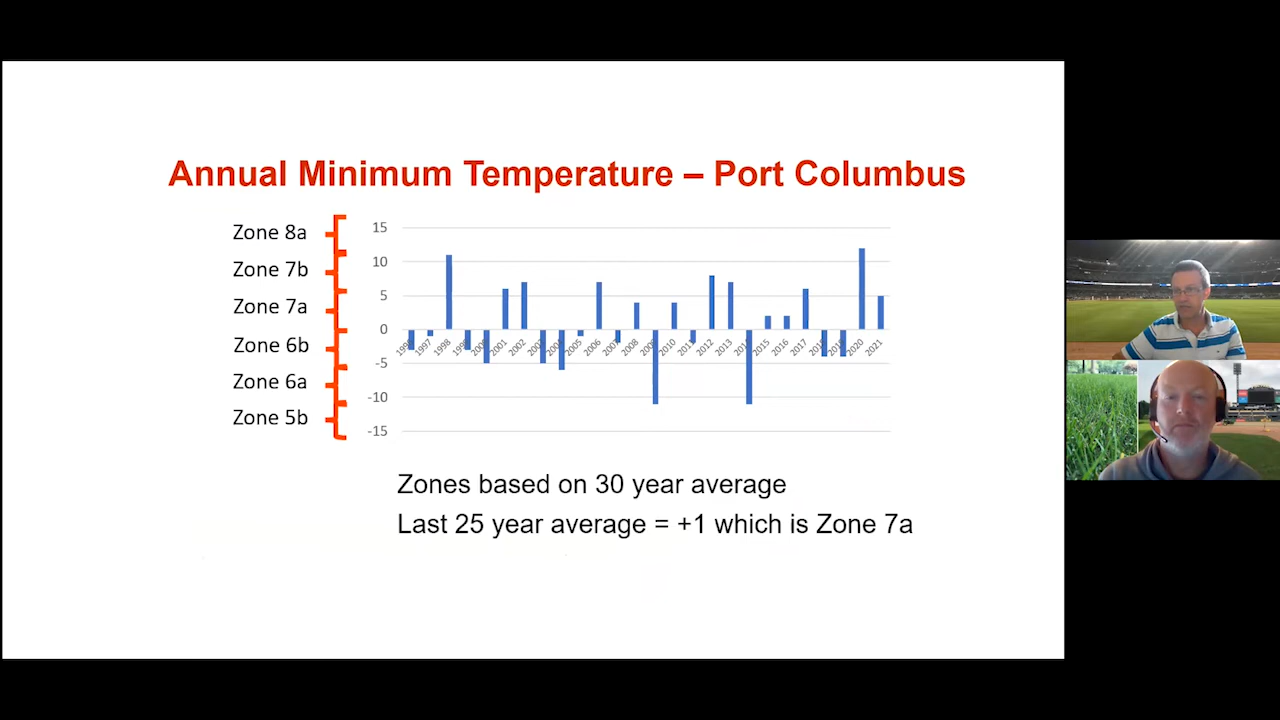 Annual Minimum Temperature – Port Columbus
Zone 8a
Zone 7b
Zone 7a
Zone 6b
Zone 6a
Zone 5b
15
10
5
0
-5
-10
-15
1997
1998
2001
2002
2005
2006
2007
2008
2010
2012
2013
2015
2016
2017
2020
2021
Zones based on 30 year average
Last 25 year average = +1 which is Zone 7a